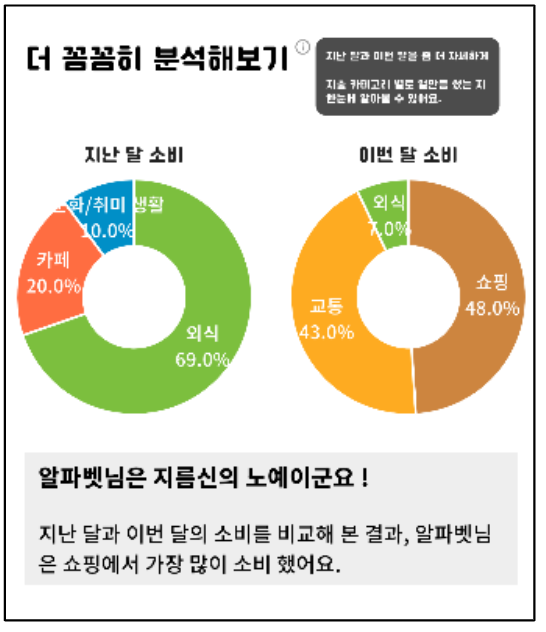 더 꼼꼼히 분석해보기
지난 달과 이번 달을 좀 더 자세하게
지출 카테고리 별로 얼만큼 썼는 지
한눈에 알아볼 수 있어요.
지난 달 소비
문화/취미 생활
10.0%
카페
20.0%
외식
69.0%
이번 달 소비
외식
7.0%
쇼핑
48.0%
교통
43.0%
알파벳님은 지름신의 노예이군요 !
지난 달과 이번 달의 소비를 비교해 본 결과, 알파벳님
은 쇼핑에서 가장 많이 소비 했어요.